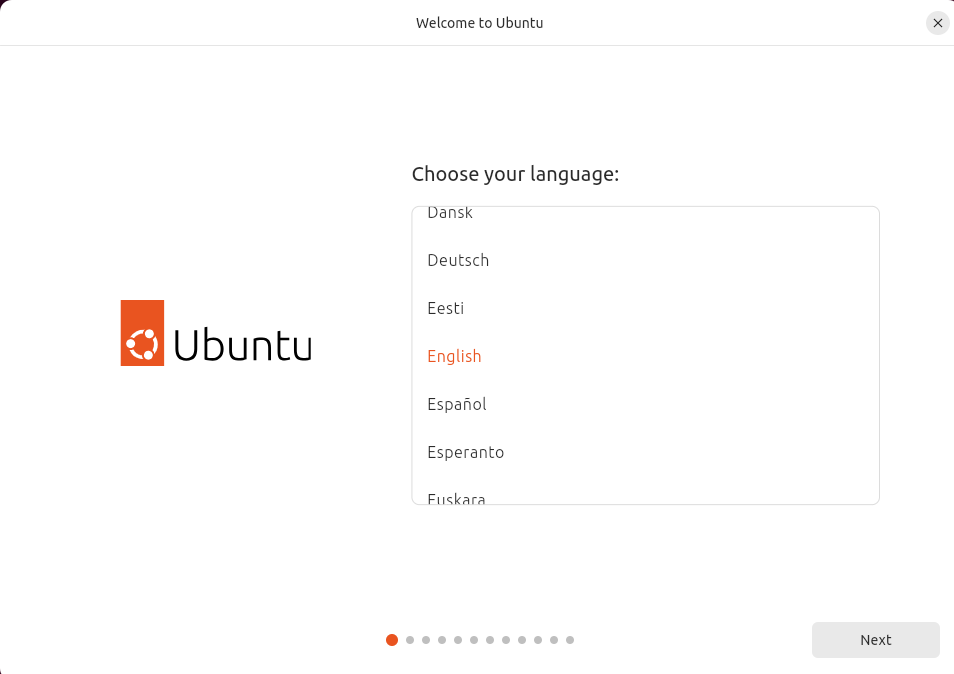 Welcome to Ubuntu
Choose your language:
Dansk
Deutsch
Eesti
Ubuntu
English
Español
Esperanto
Euskara
Next